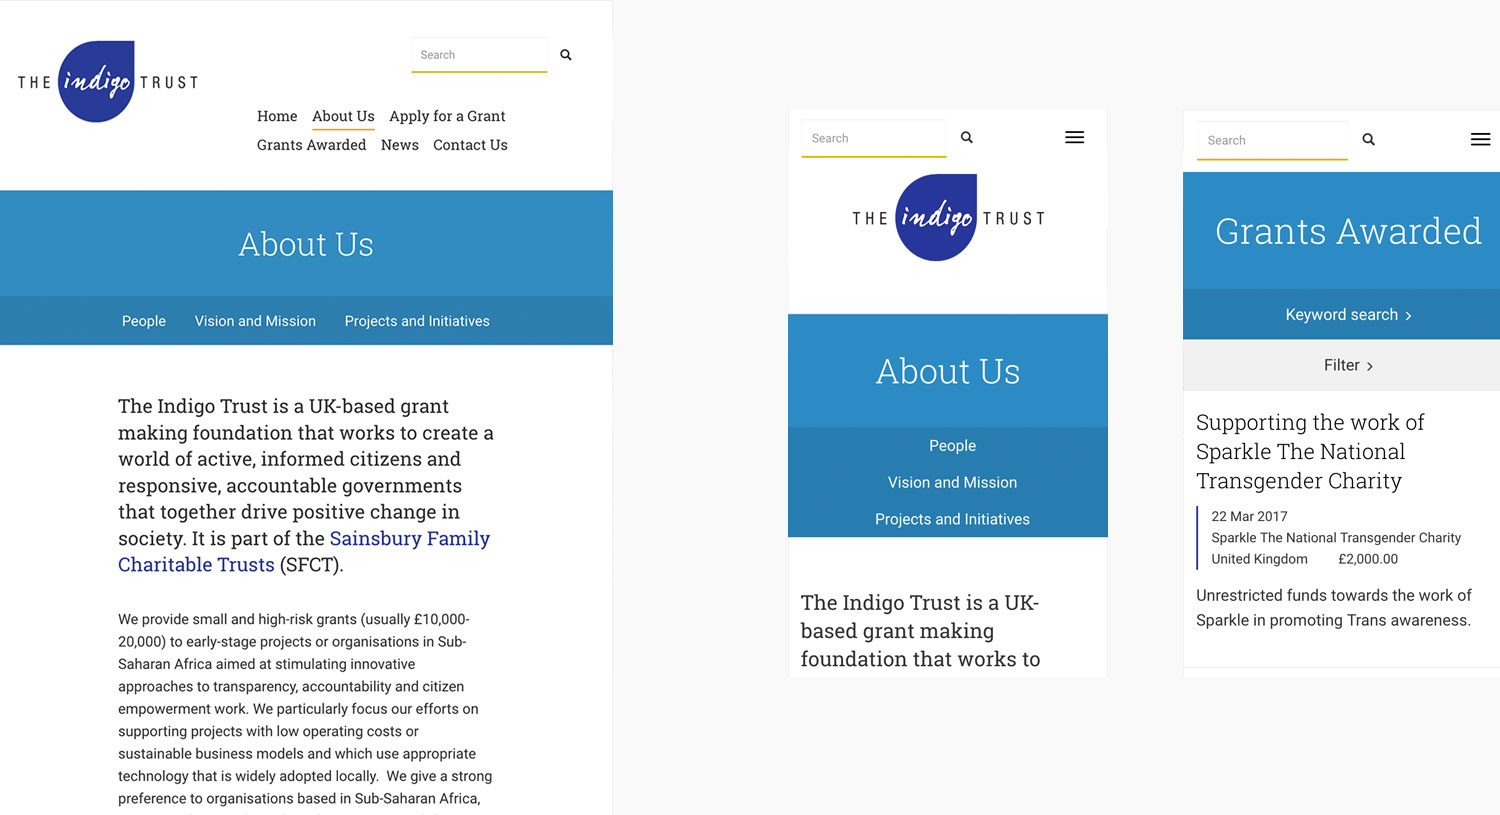 Search
THE indigo TRUST
Home About Us Apply for a Grant
Grants Awarded News Contact Us
About Us
People Vision and Mission Projects and Initiatives
The Indigo Trust is a UK-based grant
making foundation that works to create a
world of active, informed citizens and
responsive, accountable governments
that together drive positive change in
society. It is part of the Sainsbury Family
Charitable Trusts (SFCT).
We provide small and high-risk grants (usually £10,000-
20,000) to early-stage projects or organisations in Sub-
Saharan Africa aimed at stimulating innovative
approaches to transparency, accountability and citizen
empowerment work. We particularly focus our efforts on
supporting projects with low operating costs or
sustainable business models and which use appropriate
technology that is widely adopted locally. We give a strong
preference to organisations based in Sub-Saharan Africa,
Search
THE indigo TRUST
About Us
People
Vision and Mission
Projects and Initiatives
The Indigo Trust is a UK-
based grant making
foundation that works to
Search
Grants Awarded
Keyword search >
Filter >
Supporting the work of
Sparkle The National
Transgender Charity
22 Mar 2017
Sparkle The National Transgender Charity
United Kingdom £2,000.00
Unrestricted funds towards the work of
Sparkle in promoting Trans awareness.